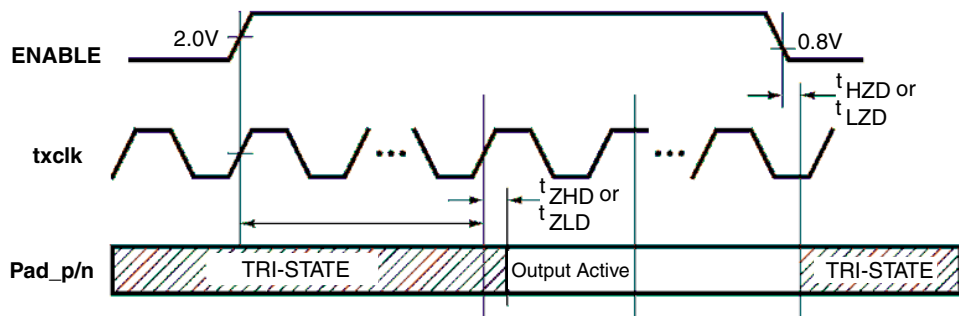 2.0V
ENABLE
0.8V
tHZD or
tLZD
txclk
...
...
tZHD or
tZLD
Pad_p/n
TRI-STATE
Output Active
TRI-STATE